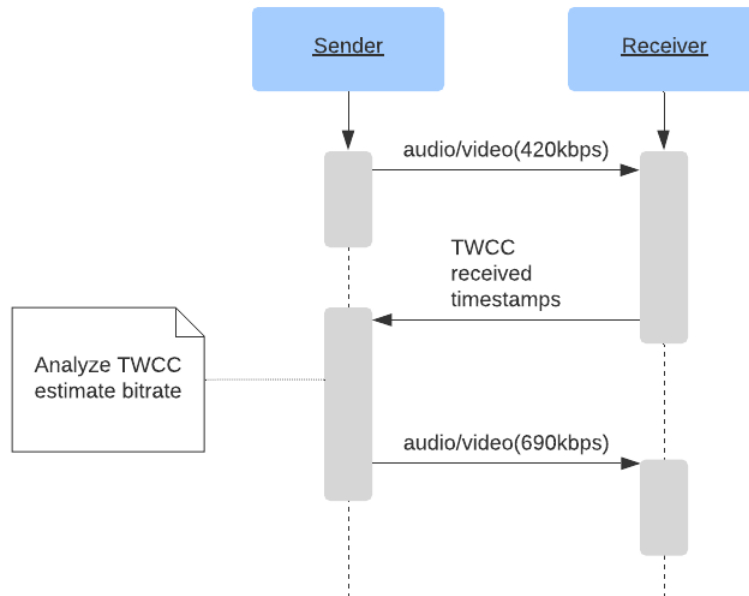 Sender
Receiver
audio/video(420kbps)
TWCC
received
timestamps
Analyze TWCC
estimate bitrate
audio/video(690kbps)